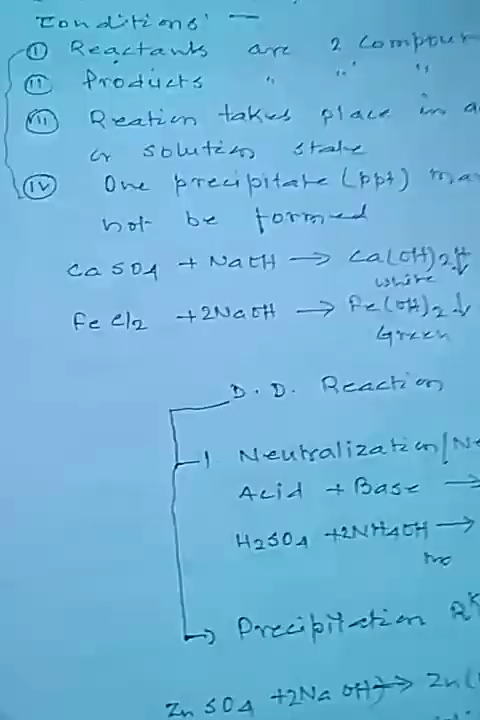 Conditions' —
(i) Reactants are 2 compoun
(ii) Products " " "
(iii) Reation takes place in a
or solution state
(iv) One precipitate (ppt) ma
not be formed
CaSO4 + NaOH → Ca(OH)2↓
white
FeCl2 + 2NaOH → Fe(OH)2↓
Green
D.D. Reaction
1 Neutralization/Ne
Acid + Base →
H2SO4 + 2NH4OH →
Precipitation R
ZnSO4 + 2NaOH → Zn(